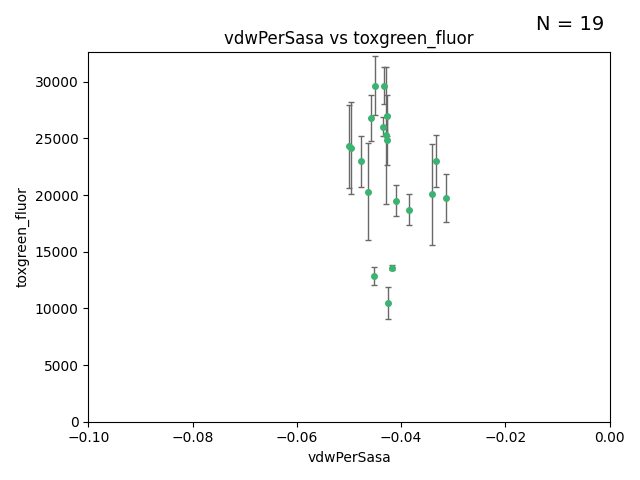 N = 19
vdwPerSasa vs toxgreen_fluor
toxgreen_fluor
30000
25000
20000
15000
10000
5000
0
−0.10 −0.08 −0.06 −0.04 −0.02 0.00
vdwPerSasa